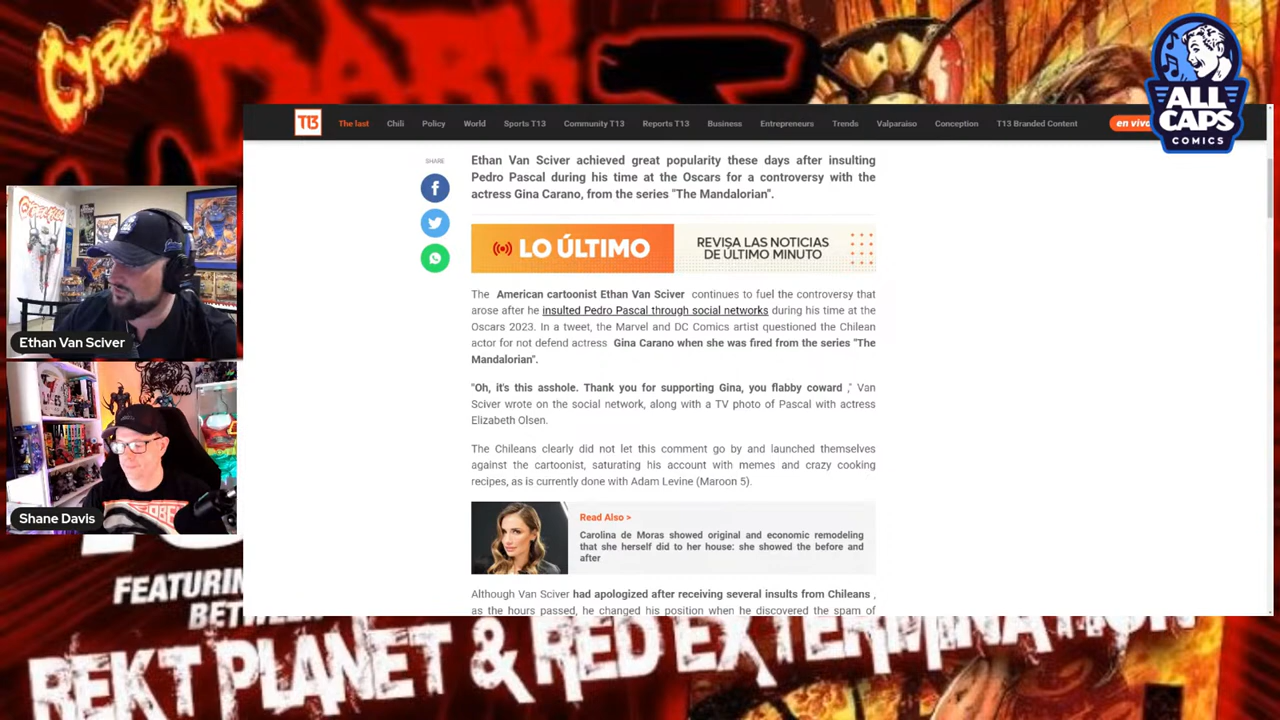 CYBERFROG
DARK
ALL
CAPS
COMICS
T13
The last
Chili
Policy
World
Sports T13
Community T13
Reports T13
Business
Entrepreneurs
Trends
Valparaiso
Conception
T13 Branded Content
en vivo
SHARE
Ethan Van Sciver achieved great popularity these days after insulting
Pedro Pascal during his time at the Oscars for a controversy with the
actress Gina Carano, from the series "The Mandalorian".
LO ÚLTIMO
REVISA LAS NOTICIAS
DE ÚLTIMO MINUTO
The American cartoonist Ethan Van Sciver continues to fuel the controversy that
arose after he insulted Pedro Pascal through social networks during his time at the
Oscars 2023. In a tweet, the Marvel and DC Comics artist questioned the Chilean
actor for not defend actress Gina Carano when she was fired from the series "The
Mandalorian".
"Oh, it's this asshole. Thank you for supporting Gina, you flabby coward ," Van
Sciver wrote on the social network, along with a TV photo of Pascal with actress
Elizabeth Olsen.
The Chileans clearly did not let this comment go by and launched themselves
against the cartoonist, saturating his account with memes and crazy cooking
recipes, as is currently done with Adam Levine (Maroon 5).
Read Also >
Carolina de Moras showed original and economic remodeling
that she herself did to her house: she showed the before and
after
Although Van Sciver had apologized after receiving several insults from Chileans ,
as the hours passed, he changed his position when he discovered the spam of
Ethan Van Sciver
Shane Davis
FEATURIN
BETW
REKT PLANET & RED EXTERMINATION